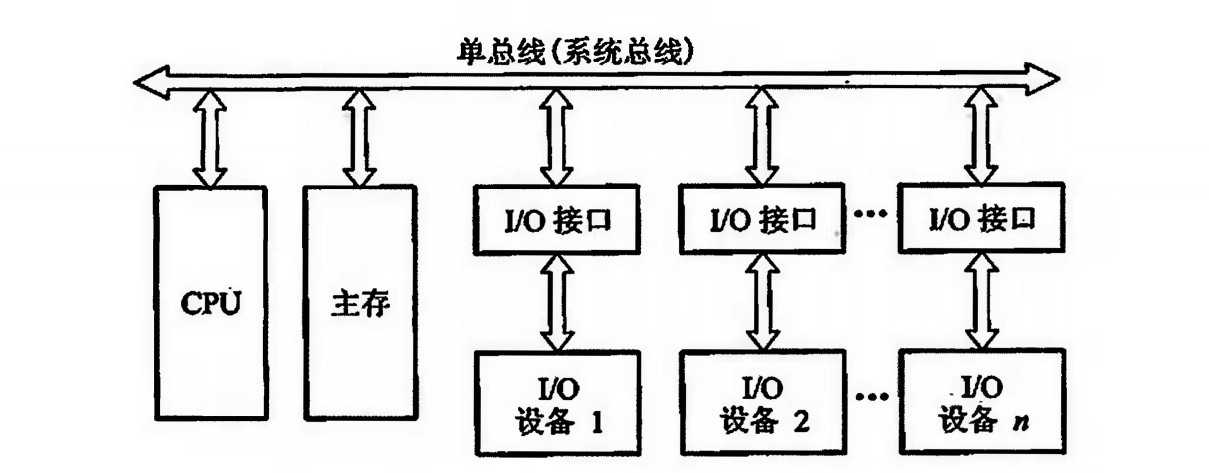 单总线(系统总线)
CPU
主存
I/O 接口
I/O 接口
···
I/O 接口
I/O
设备 1
I/O
设备 2
···
I/O
设备 n